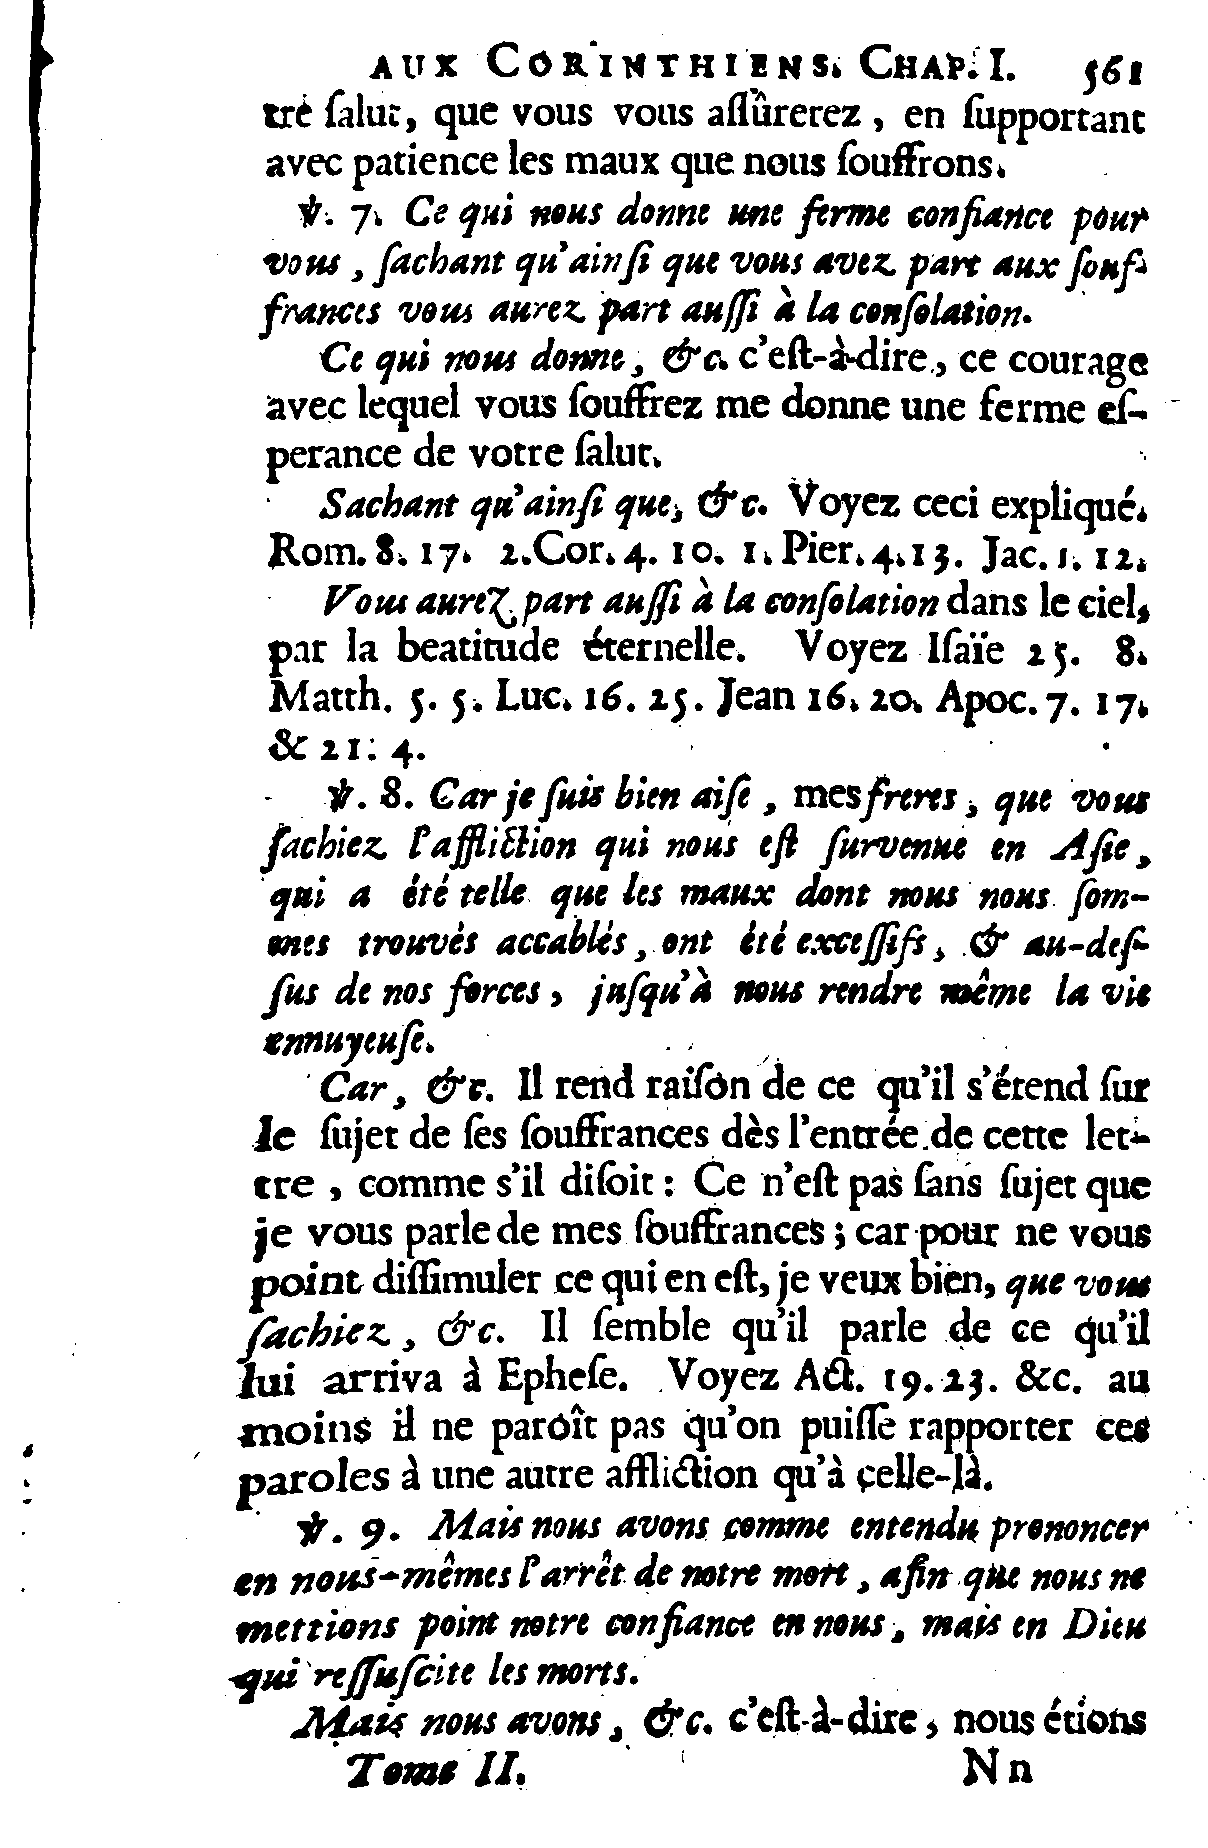 AUX CORINTHIENS. CHAP. I. 561
tre ſalut, que vous vous aſſûrerez, en ſupportant
avec patience les maux que nous ſouffrons.
℣. 7. Ce qui nous donne une ferme confiance pour
vous, ſachant qu'ainſi que vous avez part aux ſouf-
frances vous aurez part auſſi à la conſolation.
Ce qui nous donne, &c. c'eſt-à-dire, ce courage
avec lequel vous ſouffrez me donne une ferme eſ-
perance de votre ſalut.
Sachant qu'ainſi que, &c. Voyez ceci expliqué.
Rom. 8. 17. 2. Cor. 4. 10. 1. Pier. 4. 13. Jac. 1. 12.
Vous aurez part auſſi à la conſolation dans le ciel,
par la beatitude éternelle. Voyez Iſaïe 25. 8.
Matth. 5. 5. Luc. 16. 25. Jean 16. 20. Apoc. 7. 17.
& 21. 4.
℣. 8. Car je ſuis bien aiſe, mes freres, que vous
ſachiez l'affliction qui nous eſt ſurvenue en Aſie,
qui a été telle que les maux dont nous nous ſom-
mes trouvés accablés, ont été exceſſifs, & au-deſ-
ſus de nos forces, juſqu'à nous rendre même la vie
ennuyeuſe.
Car, &c. Il rend raiſon de ce qu'il s'étend ſur
le ſujet de ſes ſouffrances dès l'entrée de cette let-
tre, comme s'il diſoit : Ce n'eſt pas ſans ſujet que
je vous parle de mes ſouffrances ; car pour ne vous
point diſſimuler ce qui en eſt, je veux bien, que vous
ſachiez, &c. Il ſemble qu'il parle de ce qu'il
lui arriva à Epheſe. Voyez Act. 19. 23. &c. au
moins il ne paroît pas qu'on puiſſe rapporter ces
paroles à une autre affliction qu'à celle-là.
℣. 9. Mais nous avons comme entendu prononcer
en nous-mêmes l'arrêt de notre mort, afin que nous ne
mettions point notre confiance en nous, mais en Dieu
qui reſſuſcite les morts.
Mais nous avons, &c. c'eſt-à-dire, nous étions
Tome II. Nn